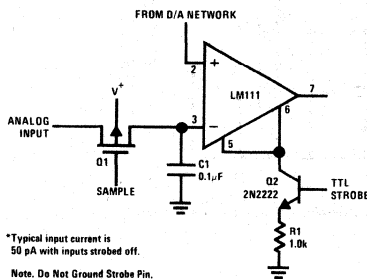 FROM D/A NETWORK
V+
2
+
LM111
7
6
ANALOG
INPUT
3
−
5
Q1
C1
0.1μF
Q2
2N2222
TTL
STROBE
SAMPLE
R1
1.0k
*Typical input current is
50 pA with inputs strobed off.
Note. Do Not Ground Strobe Pin.